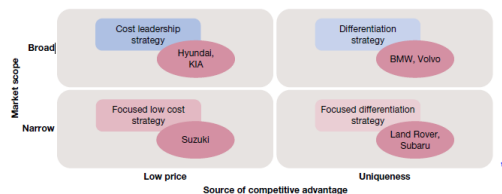 Market scope
Broad
Cost leadership
strategy
Hyundai,
KIA
Differentiation
strategy
BMW, Volvo
Narrow
Focused low cost
strategy
Suzuki
Focused differentiation
strategy
Land Rover,
Subaru
Low price
Uniqueness
Source of competitive advantage